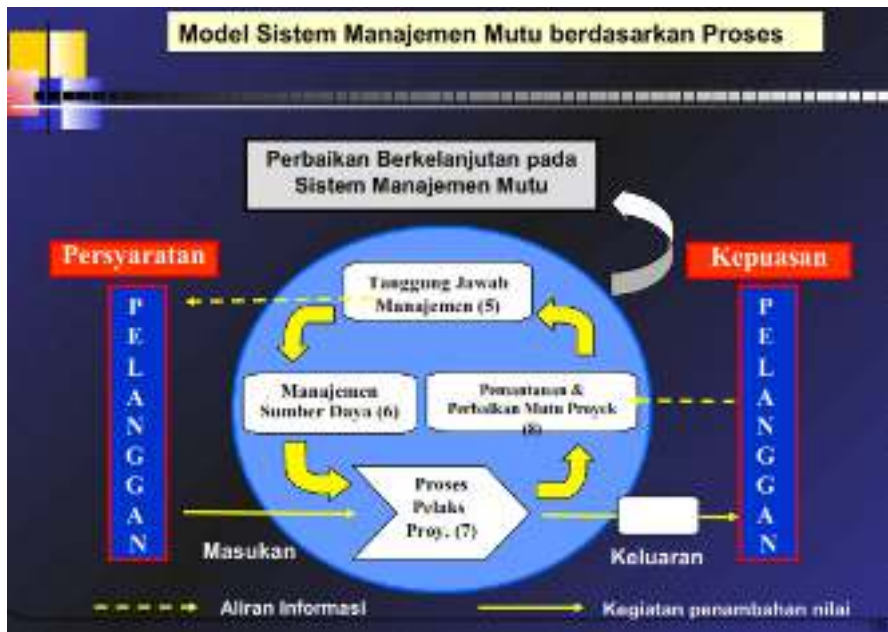 Model Sistem Manajemen Mutu berdasarkan Proses
Perbaikan Berkelanjutan pada
Sistem Manajemen Mutu
Persyaratan
Kepuasan
PELANGGAN
Tanggung Jawab
Manajemen (5)
Manajemen
Sumber Daya (6)
Pemantauan &
Perbaikan Mutu Proyek
(8)
Proses
Pelaks
Proy. (7)
PELANGGAN
Masukan
Keluaran
Aliran Informasi
Kegiatan penambahan nilai